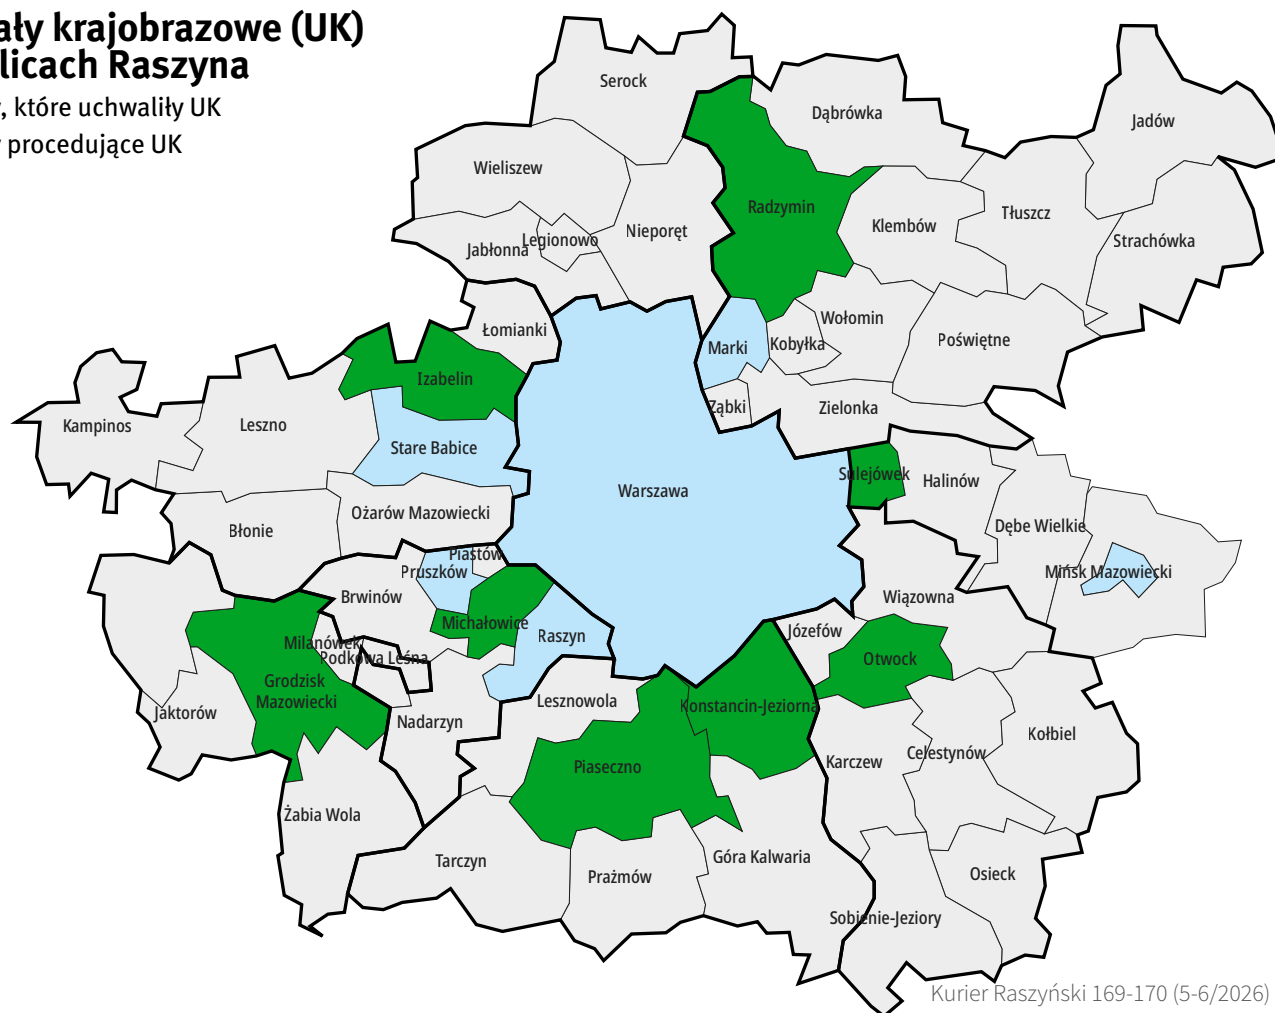 ały krajobrazowe (UK)
licach Raszyna
, które uchwaliły UK
procedujące UK
Serock
Dąbrówka
Jadów
Wieliszew
Radzymin
Klembów
Tłuszcz
Strachówka
Nieporęt
Legionowo
Jabłonna
Łomianki
Wołomin
Marki
Kobyłka
Poświętne
Izabelin
Ząbki
Zielonka
Kampinos
Leszno
Stare Babice
Warszawa
Sulejówek
Halinów
Ożarów Mazowiecki
Błonie
Dębe Wielkie
Piastów
Pruszków
Mińsk Mazowiecki
Brwinów
Wiązowna
Michałowice
Raszyn
Józefów
Milanówek
Podkowa Leśna
Otwock
Grodzisk
Mazowiecki
Lesznowola
Konstancin-Jeziorna
Jaktorów
Nadarzyn
Kołbiel
Celestynów
Karczew
Piaseczno
Żabia Wola
Tarczyn
Góra Kalwaria
Prażmów
Osieck
Sobienie-Jeziory
Kurier Raszyński 169-170 (5-6/2026)